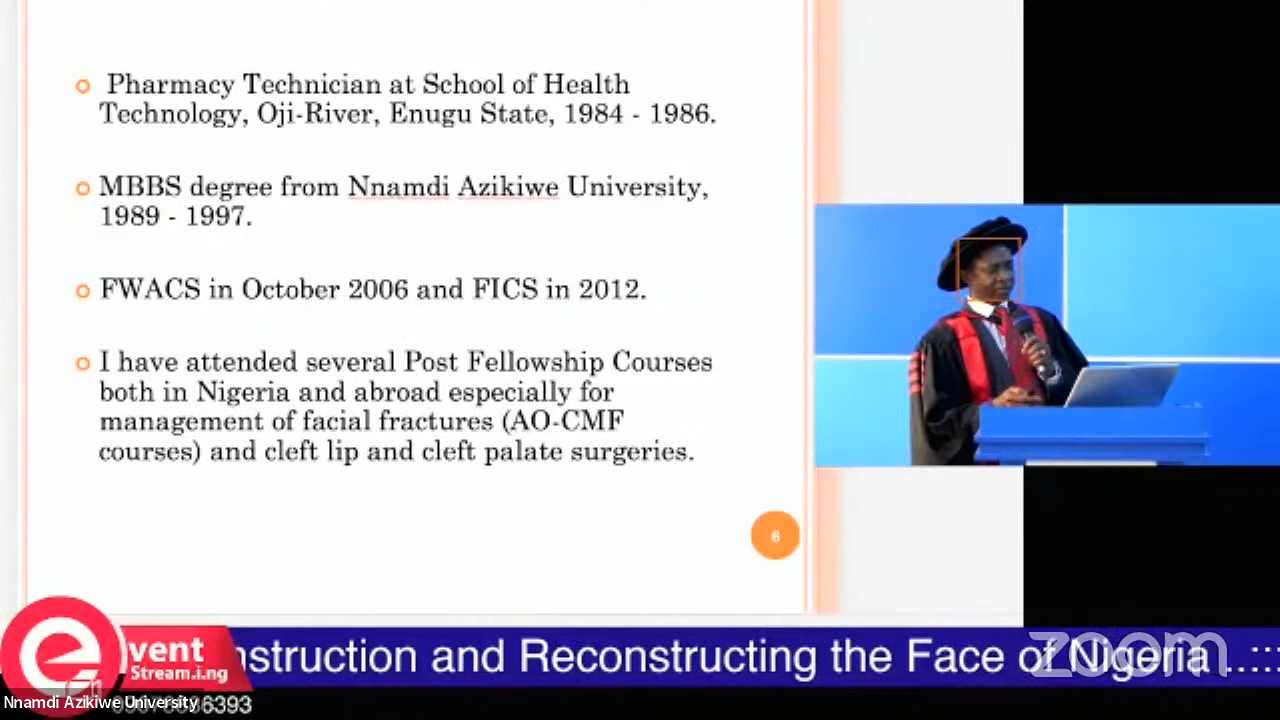 Pharmacy Technician at School of Health
Technology, Oji-River, Enugu State, 1984 - 1986.
MBBS degree from Nnamdi Azikiwe University,
1989 - 1997.
FWACS in October 2006 and FICS in 2012.
I have attended several Post Fellowship Courses
both in Nigeria and abroad especially for
management of facial fractures (AO-CMF
courses) and cleft lip and cleft palate surgeries.
6
event
Stream.i.ng
nstruction and Reconstructing the Face of Nigeria ..:::
zoom
Nnamdi Azikiwe University